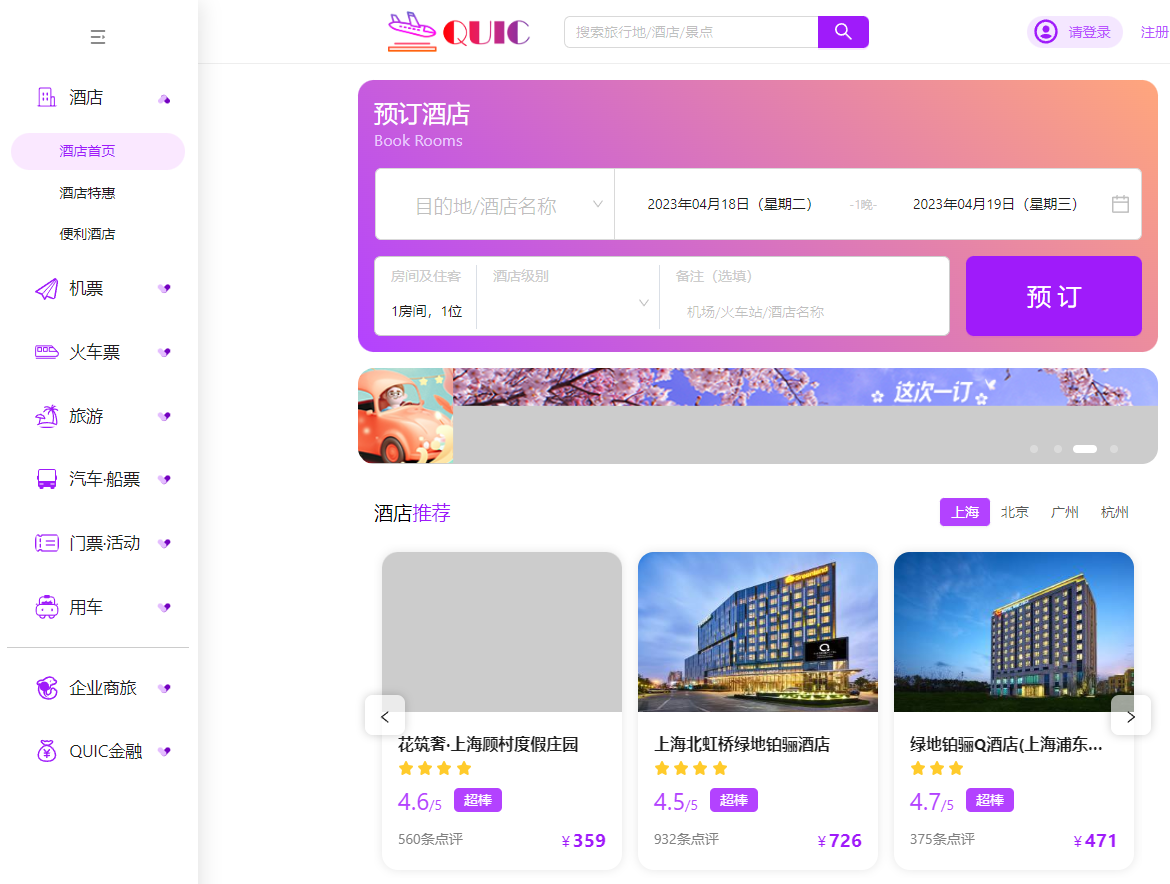 QUIC
搜索旅行地/酒店/景点
请登录
注册
酒店
酒店首页
酒店特惠
便利酒店
机票
火车票
旅游
汽车·船票
门票·活动
用车
企业商旅
QUIC金融
预订酒店
Book Rooms
目的地/酒店名称
2023年04月18日（星期二）
-1晚-
2023年04月19日（星期三）
房间及住客
1房间，1位
酒店级别
备注（选填）
机场/火车站/酒店名称
预 订
这次一订
酒店推荐
上海
北京
广州
杭州
花筑奢·上海顾村度假庄园
4.6/5
超棒
560条点评
¥359
Greenland
上海北虹桥绿地铂骊酒店
4.5/5
超棒
932条点评
¥726
绿地铂骊Q酒店(上海浦东...
4.7/5
超棒
375条点评
¥471